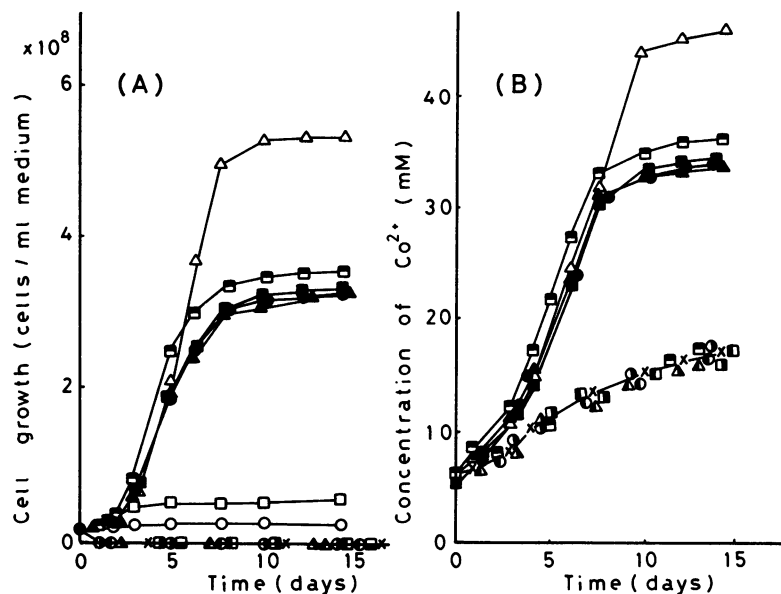 ×10⁸
6
4
2
0
(A)
Cell growth (cells/ml medium)
0 5 10 15
Time (days)
40
30
20
10
0
(B)
Concentration of Co²⁺ (mM)
0 5 10 15
Time (days)